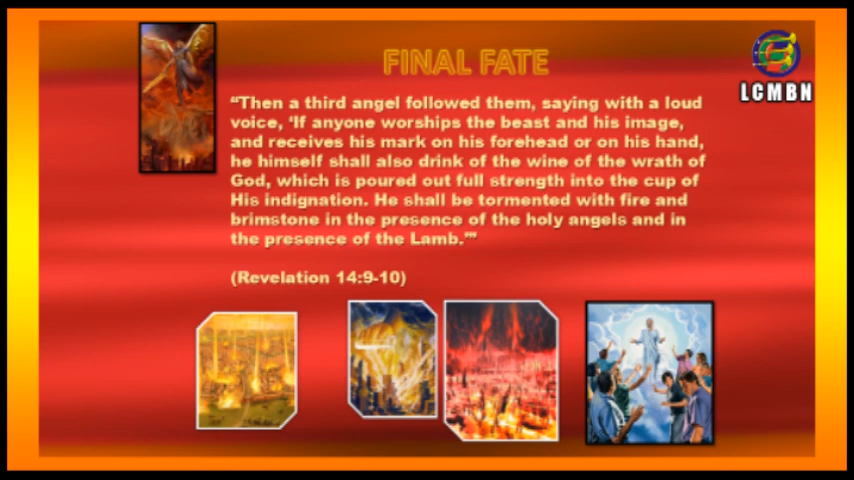 FINAL FATE
LCMBN
“Then a third angel followed them, saying with a loud
voice, ‘If anyone worships the beast and his image,
and receives his mark on his forehead or on his hand,
he himself shall also drink of the wine of the wrath of
God, which is poured out full strength into the cup of
His indignation. He shall be tormented with fire and
brimstone in the presence of the holy angels and in
the presence of the Lamb.’”
(Revelation 14:9-10)